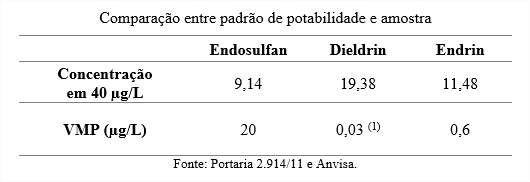 Comparação entre padrão de potabilidade e amostra
Endosulfan Dieldrin Endrin
Concentração
em 40 µg/L 9,14 19,38 11,48
VMP (µg/L) 20 0,03 (1) 0,6
Fonte: Portaria 2.914/11 e Anvisa.